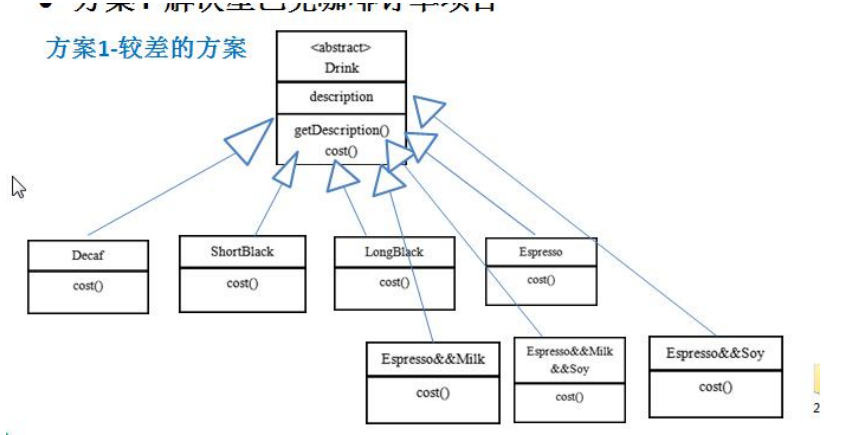 方案1-较差的方案
<abstract>
Drink
description
getDescription()
cost()
Decaf
cost()
ShortBlack
cost()
LongBlack
cost()
Espresso
cost()
Espresso&&Milk
cost()
Espresso&&Milk
&&Soy
cost()
Espresso&&Soy
cost()
2